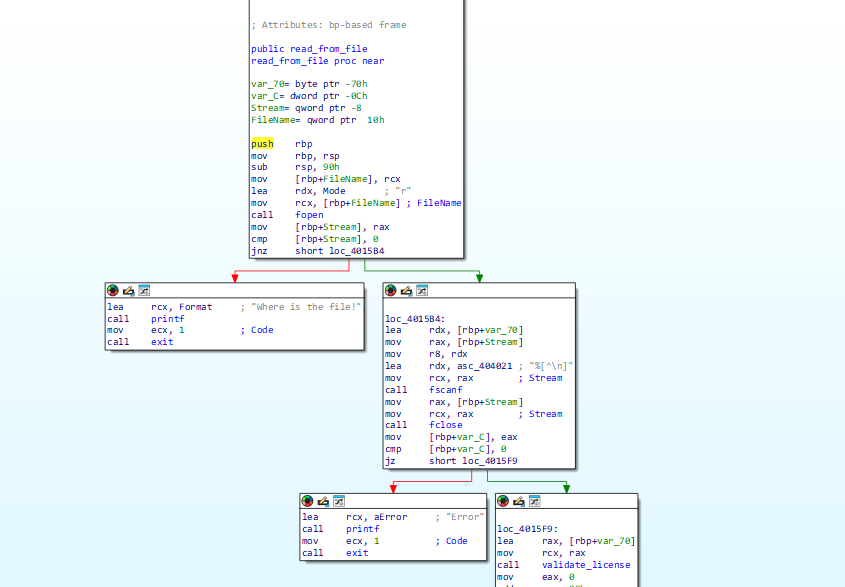 ; Attributes: bp-based frame
public read_from_file
read_from_file proc near
var_70= byte ptr -70h
var_C= dword ptr -0Ch
Stream= qword ptr -8
FileName= qword ptr  10h
push    rbp
mov     rbp, rsp
sub     rsp, 90h
mov     [rbp+FileName], rcx
lea     rdx, Mode       ; "r"
mov     rcx, [rbp+FileName] ; FileName
call    fopen
mov     [rbp+Stream], rax
cmp     [rbp+Stream], 0
jnz     short loc_4015B4
lea     rcx, Format     ; "Where is the file!"
call    printf
mov     ecx, 1          ; Code
call    exit
loc_4015B4:
lea     rdx, [rbp+var_70]
mov     rax, [rbp+Stream]
mov     r8, rdx
lea     rdx, asc_404021 ; "%[^\n]"
mov     rcx, rax        ; Stream
call    fscanf
mov     rax, [rbp+Stream]
mov     rcx, rax        ; Stream
call    fclose
mov     [rbp+var_C], eax
cmp     [rbp+var_C], 0
jz      short loc_4015F9
lea     rcx, aError     ; "Error"
call    printf
mov     ecx, 1          ; Code
call    exit
loc_4015F9:
lea     rax, [rbp+var_70]
mov     rcx, rax
call    validate_license
mov     eax, 0